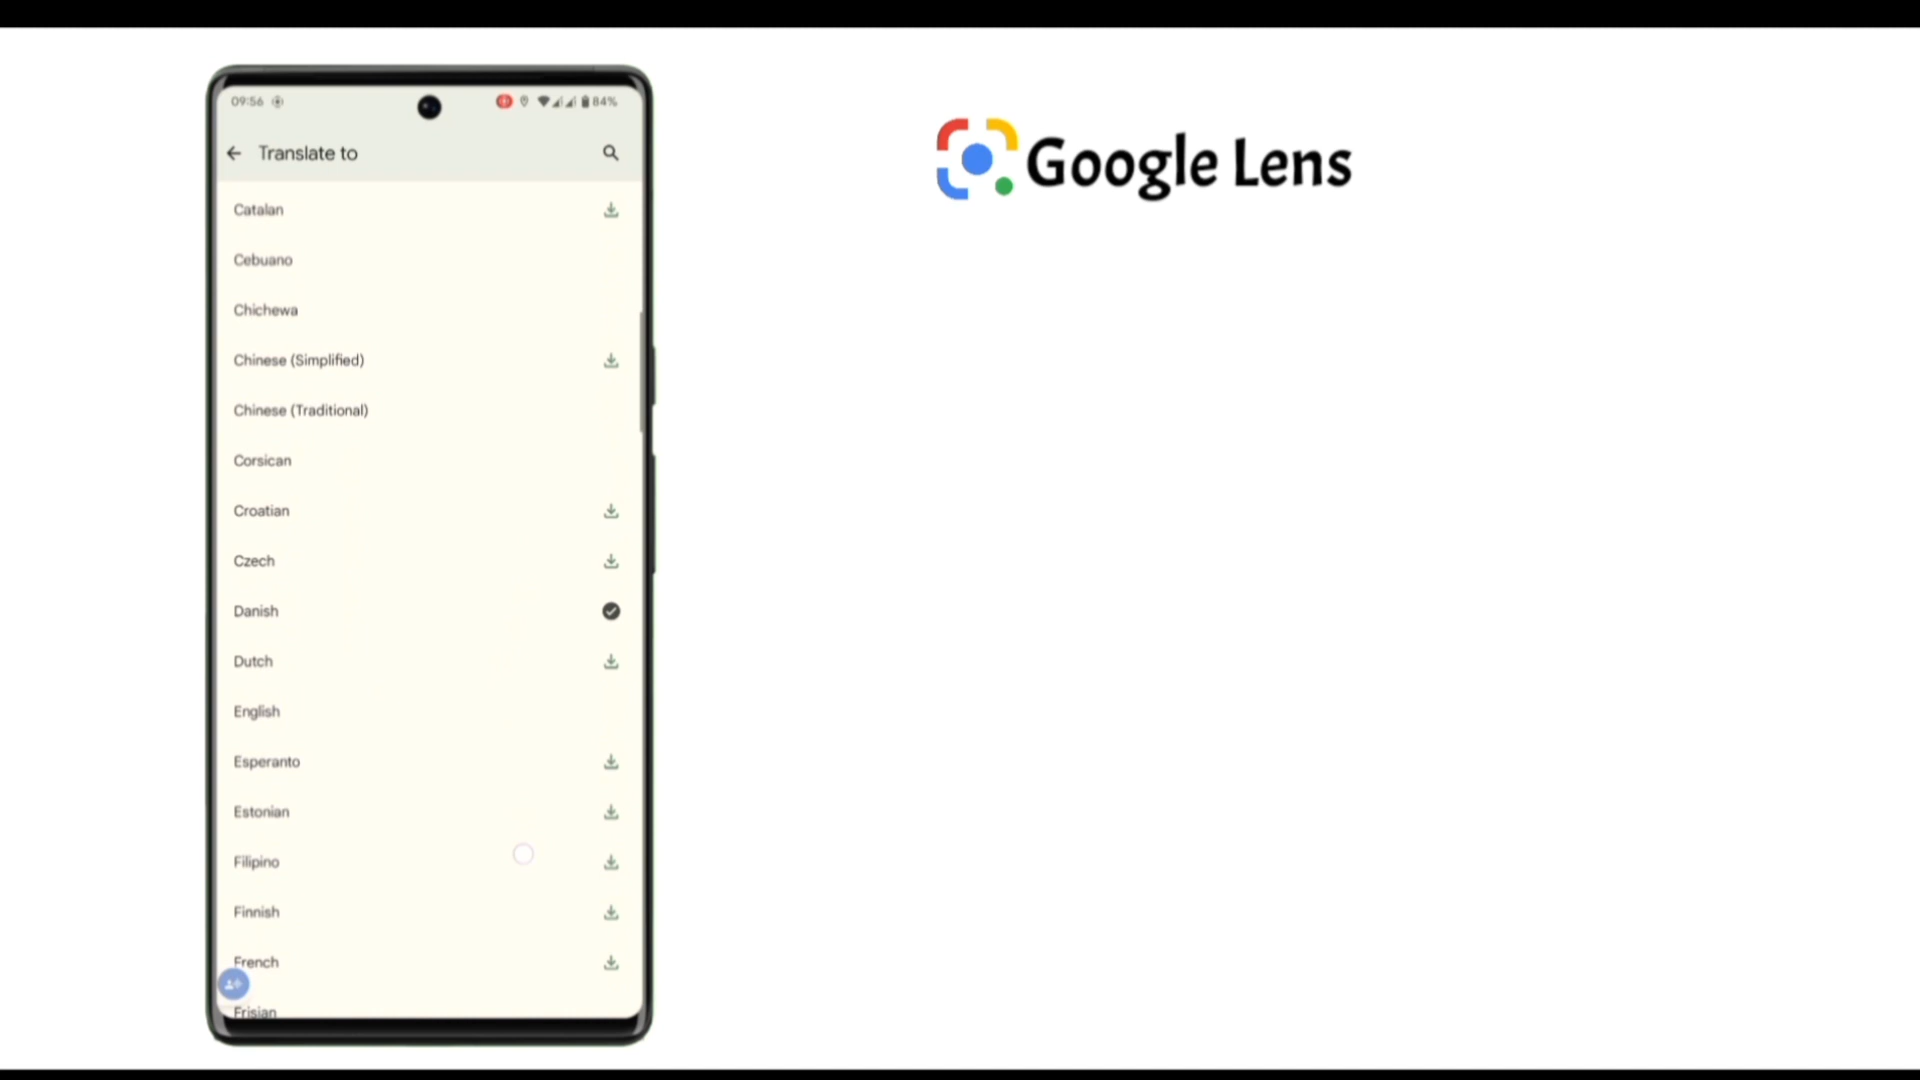 09:56
84%
Translate to
Google Lens
Catalan
Cebuano
Chichewa
Chinese (Simplified)
Chinese (Traditional)
Corsican
Croatian
Czech
Danish
Dutch
English
Esperanto
Estonian
Filipino
Finnish
French
Frisian